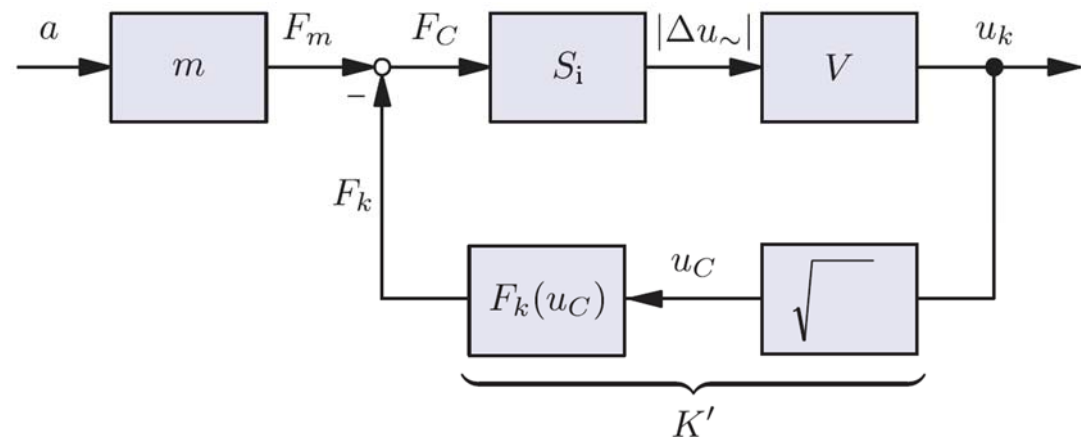 a F_m F_C |Δu_~| u_k
m S_i V
−
F_k
u_C
F_k(u_C) √
K′